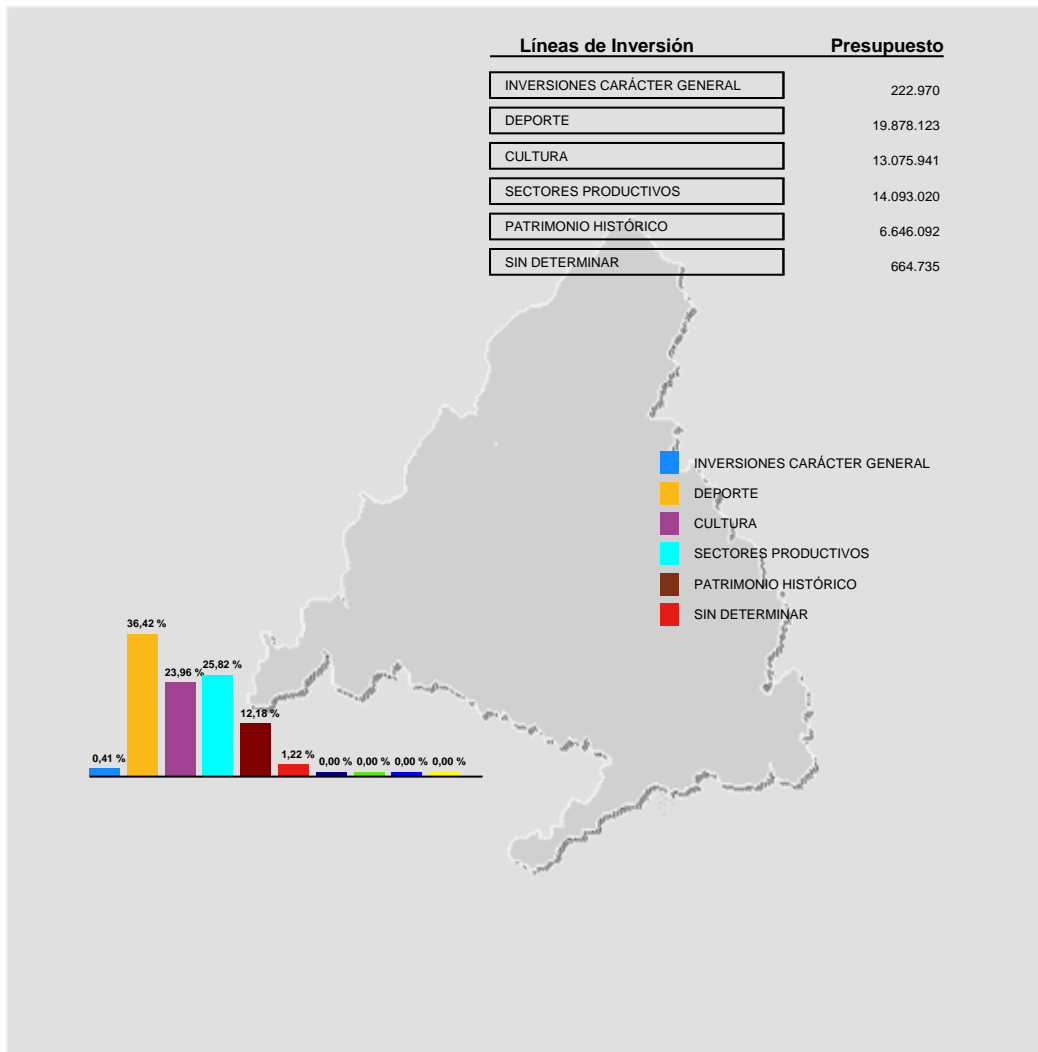 Líneas de Inversión Presupuesto
INVERSIONES CARÁCTER GENERAL 222.970
DEPORTE 19.878.123
CULTURA 13.075.941
SECTORES PRODUCTIVOS 14.093.020
PATRIMONIO HISTÓRICO 6.646.092
SIN DETERMINAR 664.735
INVERSIONES CARÁCTER GENERAL
DEPORTE
CULTURA
SECTORES PRODUCTIVOS
PATRIMONIO HISTÓRICO
SIN DETERMINAR
0,41 %
36,42 %
23,96 %
25,82 %
12,18 %
1,22 %
0,00 %
0,00 %
0,00 %
0,00 %